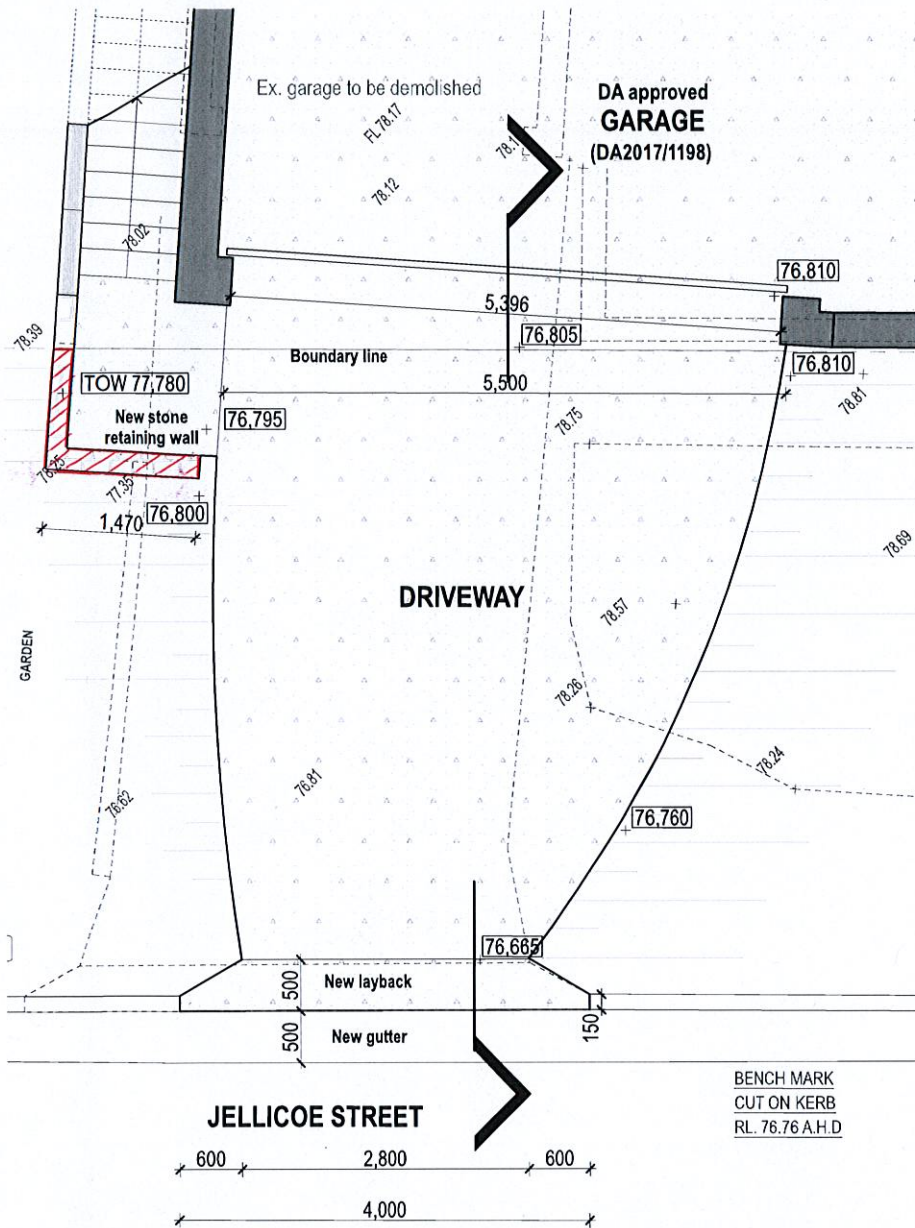 Ex. garage to be demolished
FL 78.17
78.12
DA approved
GARAGE
(DA2017/1198)
78.02
76,810
5,396
76,805
78.39
Boundary line
TOW 77,780
5,500
76,810
78.81
New stone
retaining wall
76,795
78.75
78.25
77.35
1,470
76,800
78.69
DRIVEWAY
78.57
GARDEN
78.26
78.24
76.81
76.62
76,760
76,665
500
New layback
500
New gutter
150
BENCH MARK
CUT ON KERB
RL. 76.76 A.H.D
JELLICOE STREET
600
2,800
600
4,000